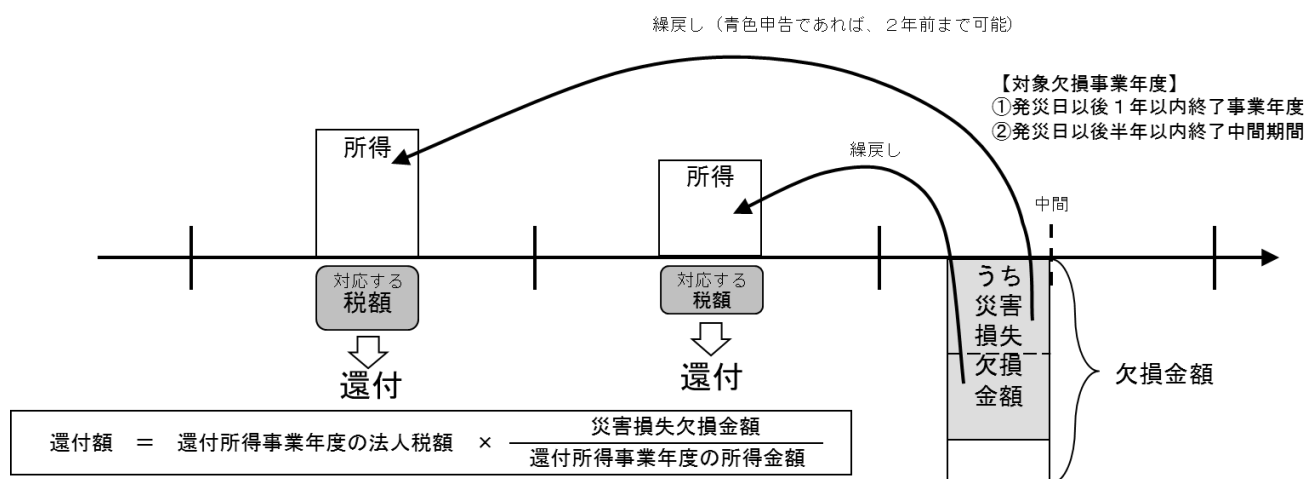 繰戻し（青色申告であれば、２年前まで可能）
【対象欠損事業年度】
①発災日以後１年以内終了事業年度
②発災日以後半年以内終了中間期間
所得
繰戻し
所得
中間
対応する
税額
対応する
税額
うち
災害
損失
欠損
金額
欠損金額
還付
還付
還付額 ＝ 還付所得事業年度の法人税額 × 災害損失欠損金額
還付所得事業年度の所得金額